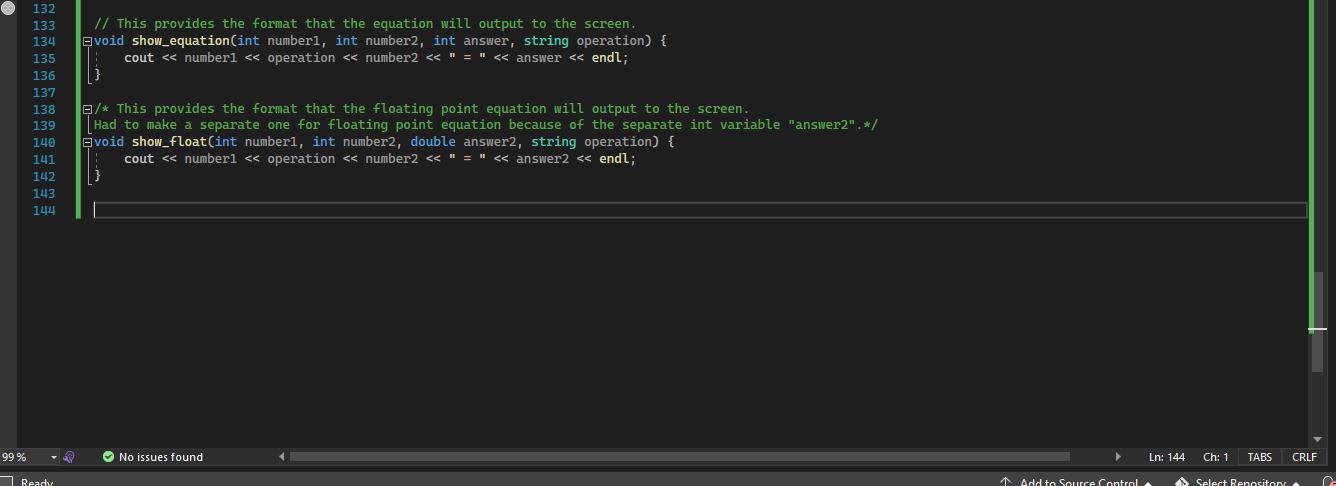 132
133 // This provides the format that the equation will output to the screen.
134 void show_equation(int number1, int number2, int answer, string operation) {
135 cout << number1 << operation << number2 << " = " << answer << endl;
136 }
137
138 /* This provides the format that the floating point equation will output to the screen.
139 Had to make a separate one for floating point equation because of the separate int variable "answer2".*/
140 void show_float(int number1, int number2, double answer2, string operation) {
141 cout << number1 << operation << number2 << " = " << answer2 << endl;
142 }
143
144
99 % No issues found Ln: 144 Ch: 1 TABS CRLF
Ready Add to Source Control Select Repository